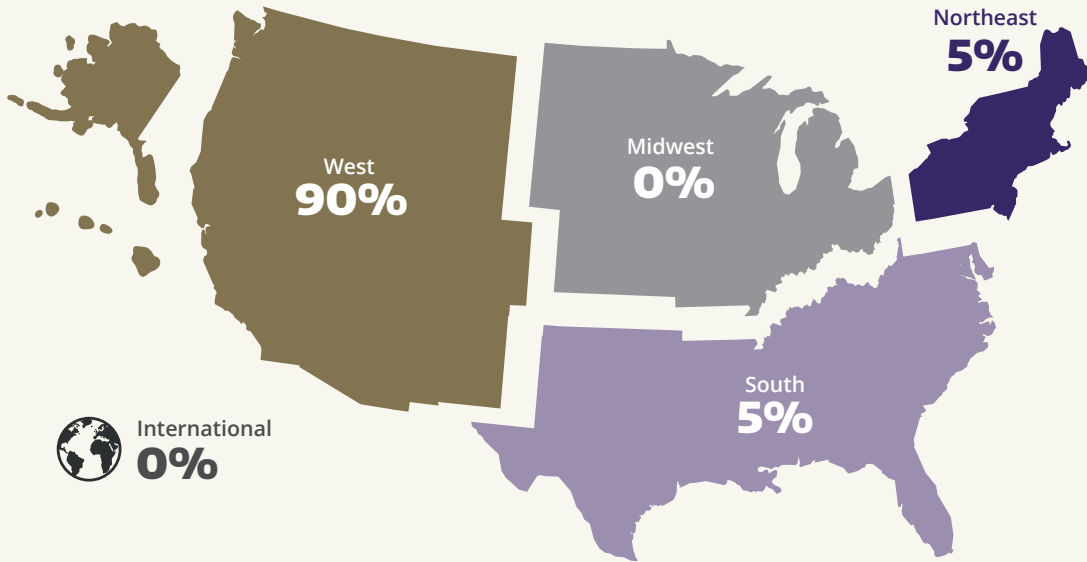 Northeast
5%
Midwest
0%
West
90%
South
5%
International
0%